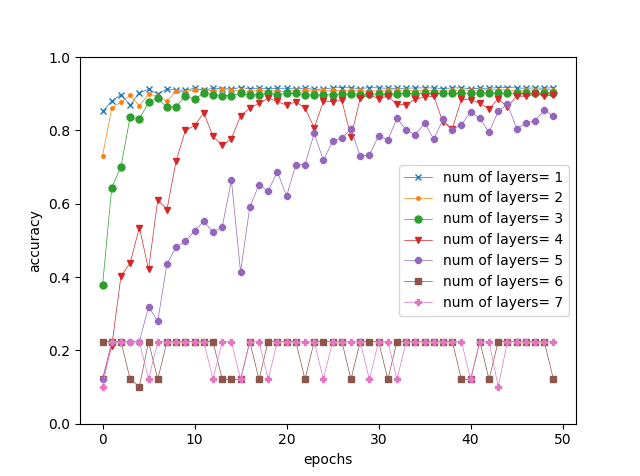 1.0
0.8
0.6
0.4
0.2
0.0
accuracy
0 10 20 30 40 50
epochs
num of layers= 1
num of layers= 2
num of layers= 3
num of layers= 4
num of layers= 5
num of layers= 6
num of layers= 7